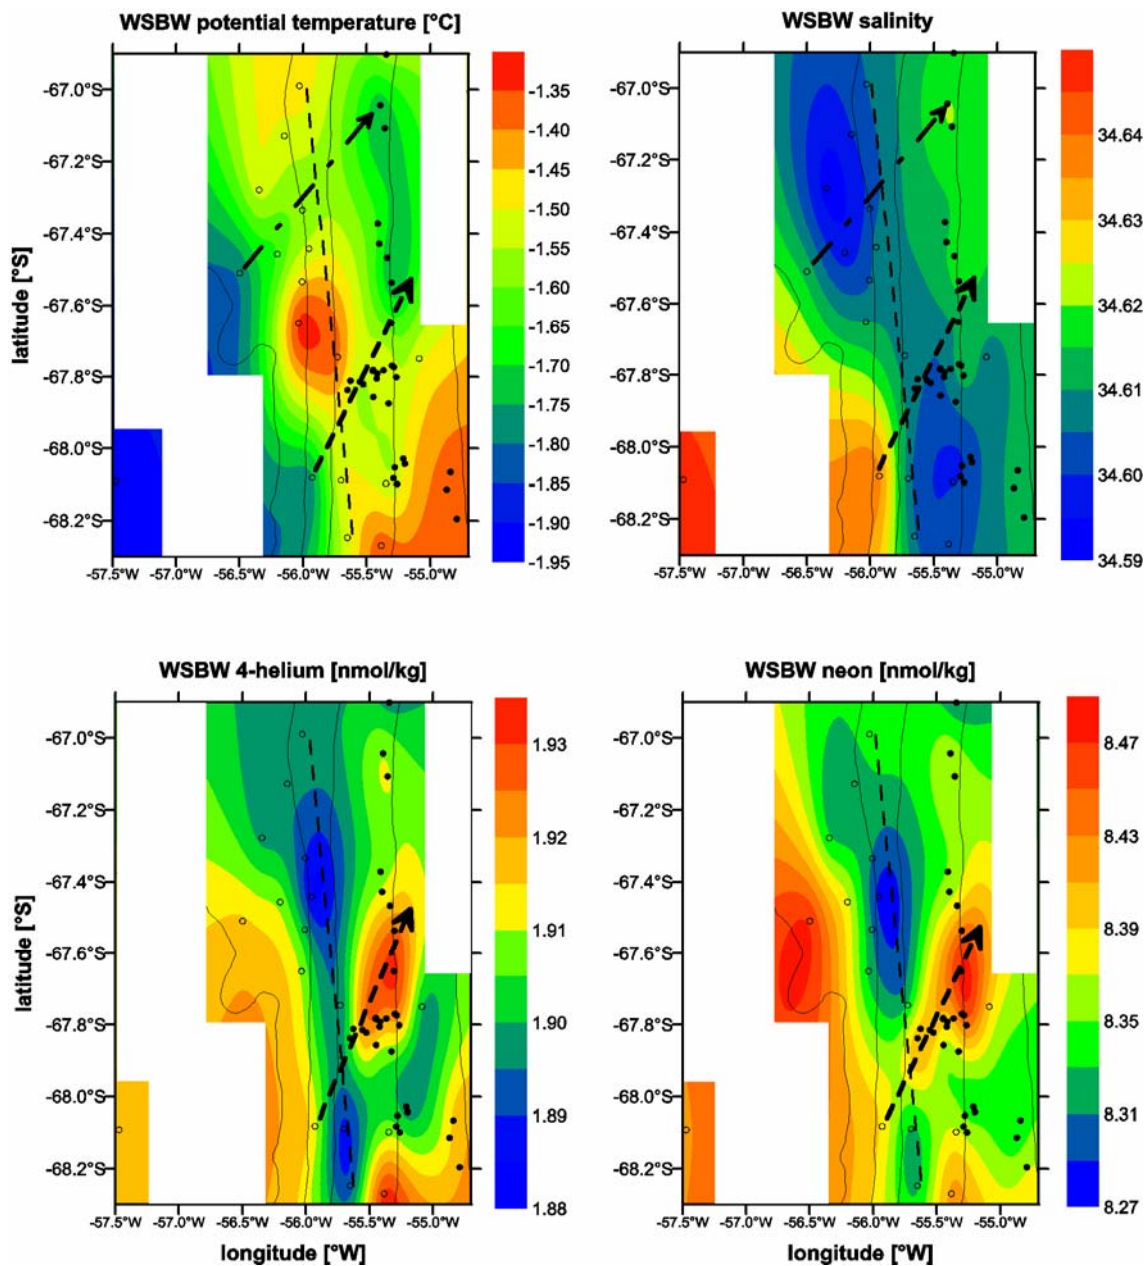 WSBW potential temperature [°C]
WSBW salinity
latitude [°S]
-67.0°S
-67.2°S
-67.4°S
-67.6°S
-67.8°S
-68.0°S
-68.2°S
-57.5°W -57.0°W -56.5°W -56.0°W -55.5°W -55.0°W
-1.35
-1.40
-1.45
-1.50
-1.55
-1.60
-1.65
-1.70
-1.75
-1.80
-1.85
-1.90
-1.95
-67.0°S
-67.2°S
-67.4°S
-67.6°S
-67.8°S
-68.0°S
-68.2°S
-57.5°W -57.0°W -56.5°W -56.0°W -55.5°W -55.0°W
34.64
34.63
34.62
34.61
34.60
34.59
WSBW 4-helium [nmol/kg]
WSBW neon [nmol/kg]
latitude [°S]
-67.0°S
-67.2°S
-67.4°S
-67.6°S
-67.8°S
-68.0°S
-68.2°S
-57.5°W -57.0°W -56.5°W -56.0°W -55.5°W -55.0°W
longitude [°W]
1.93
1.92
1.91
1.90
1.89
1.88
-67.0°S
-67.2°S
-67.4°S
-67.6°S
-67.8°S
-68.0°S
-68.2°S
-57.5°W -57.0°W -56.5°W -56.0°W -55.5°W -55.0°W
longitude [°W]
8.47
8.43
8.39
8.35
8.31
8.27